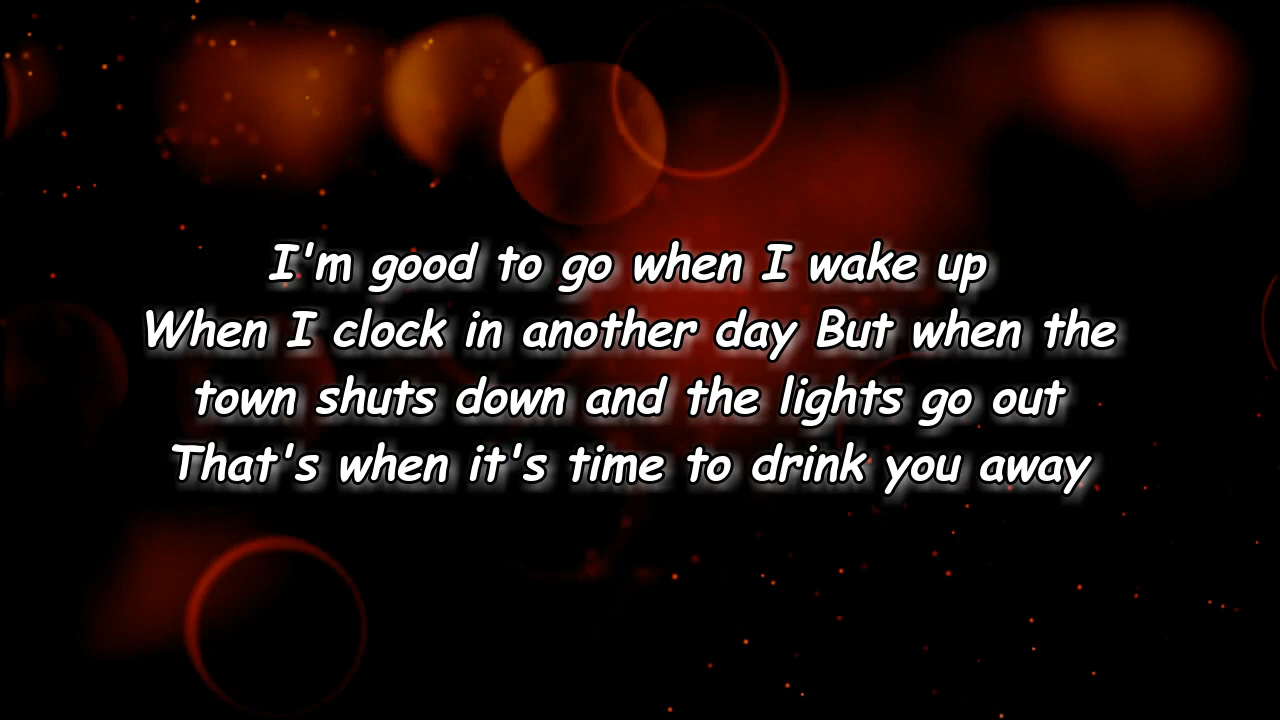 I'm good to go when I wake up
When I clock in another day But when the
town shuts down and the lights go out
That's when it's time to drink you away